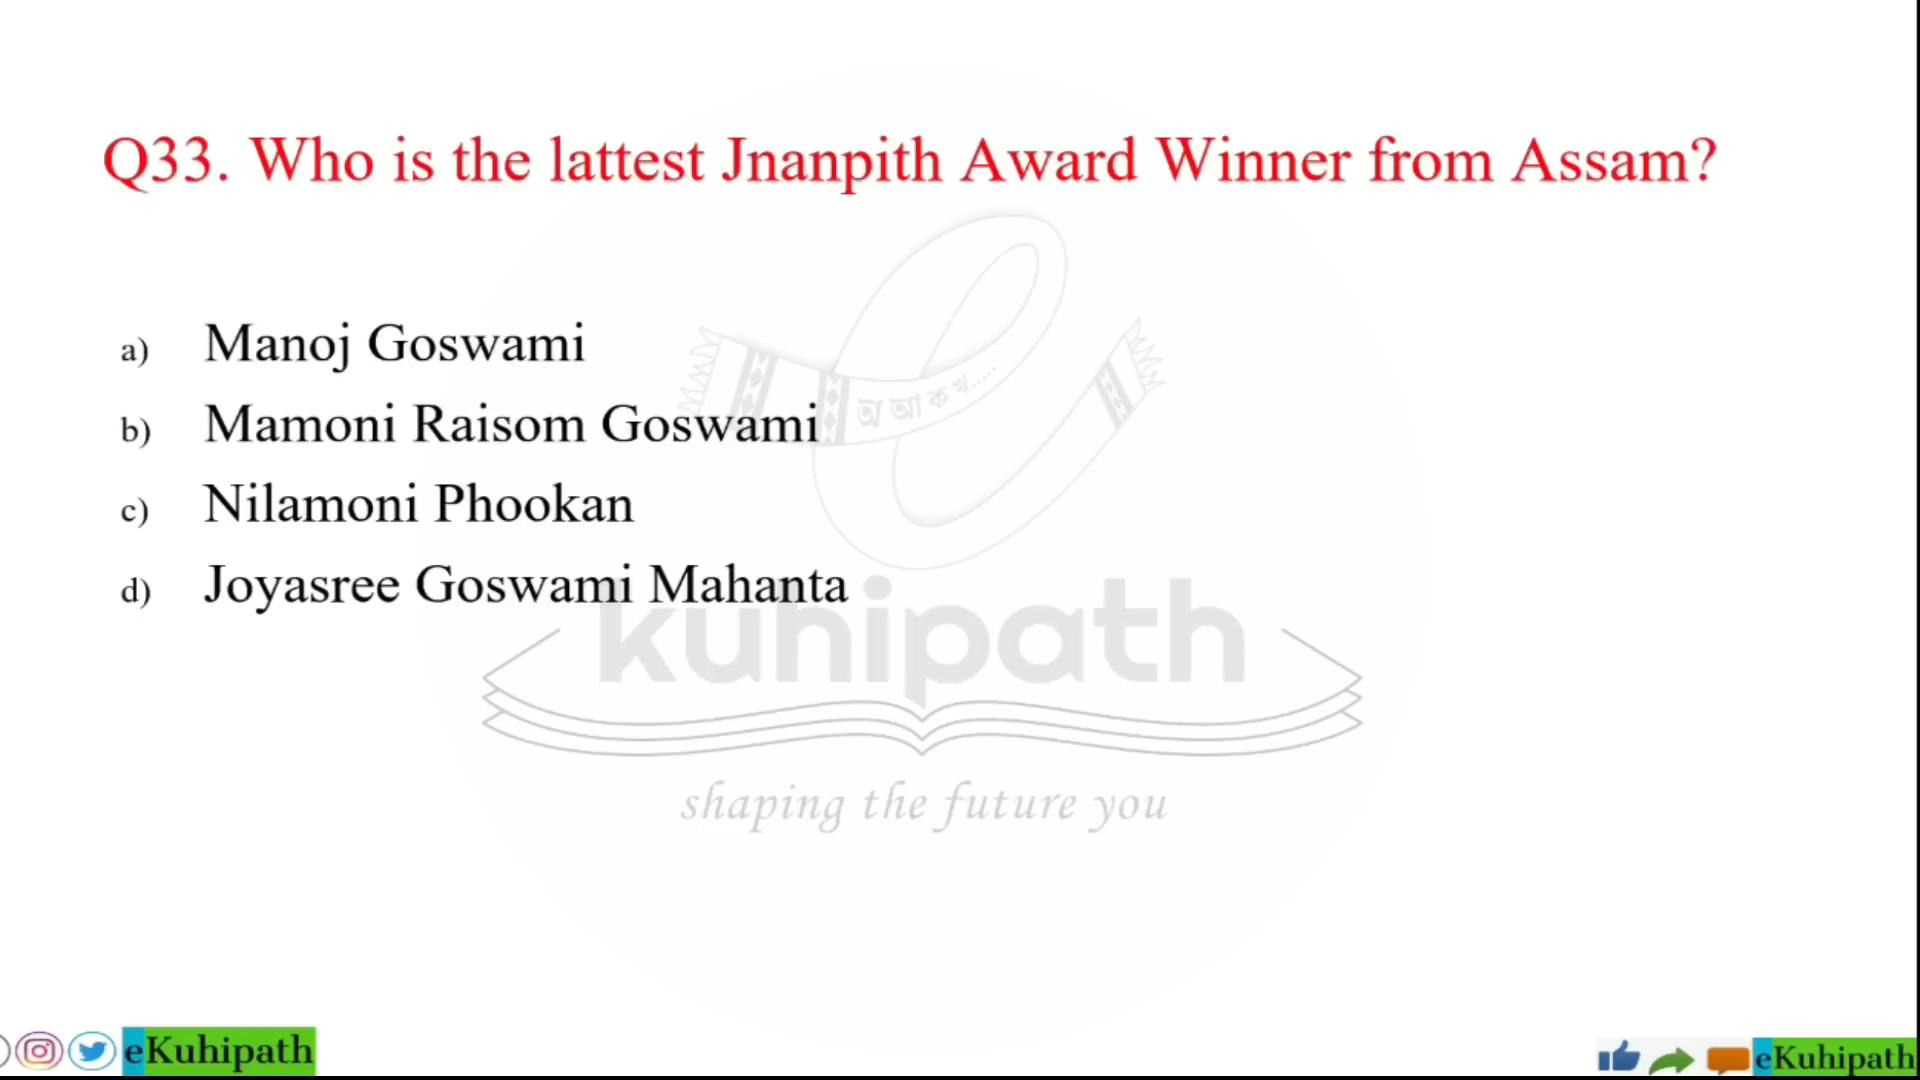 Q33. Who is the lattest Jnanpith Award Winner from Assam?
a) Manoj Goswami
b) Mamoni Raisom Goswami
c) Nilamoni Phookan
d) Joyasree Goswami Mahanta
অ আ ক খ.....
kuhipath
shaping the future you
eKuhipath
eKuhipath